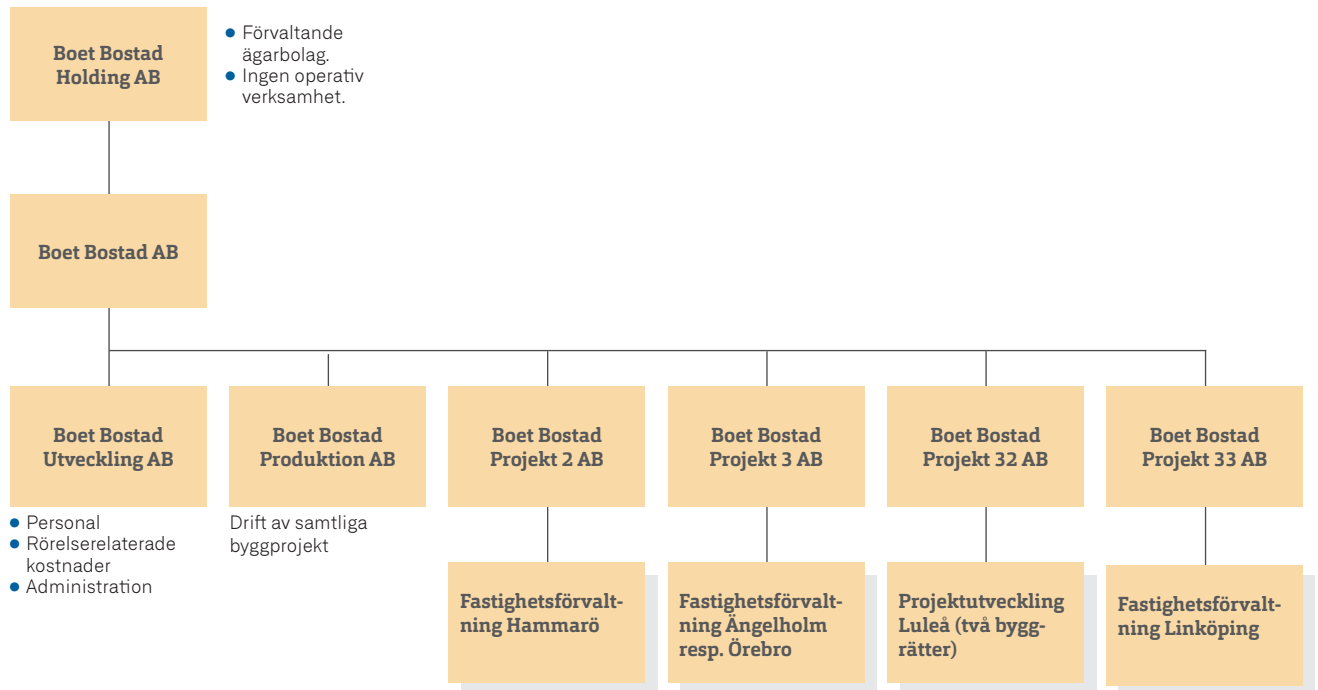 Boet Bostad
Holding AB
Förvaltande
ägarbolag.
Ingen operativ
verksamhet.
Boet Bostad AB
Boet Bostad
Utveckling AB
Boet Bostad
Produktion AB
Boet Bostad
Projekt 2 AB
Boet Bostad
Projekt 3 AB
Boet Bostad
Projekt 32 AB
Boet Bostad
Projekt 33 AB
Personal
Rörelserelaterade
kostnader
Administration
Drift av samtliga
byggprojekt
Fastighetsförvalt-
ning Hammarö
Fastighetsförvalt-
ning Ängelholm
resp. Örebro
Projektutveckling
Luleå (två bygg-
rätter)
Fastighetsförvalt-
ning Linköping